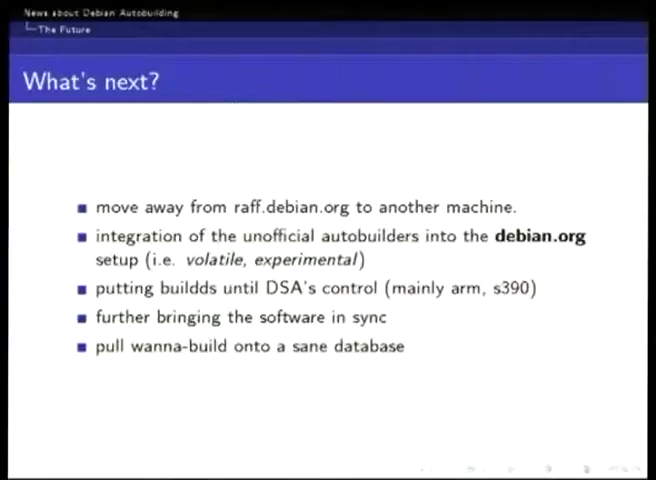 News about Debian Autobuilding
The Future
What's next?
move away from raff.debian.org to another machine.
integration of the unofficial autobuilders into the debian.org
setup (i.e. volatile, experimental)
putting buildds until DSA's control (mainly arm, s390)
further bringing the software in sync
pull wanna-build onto a sane database